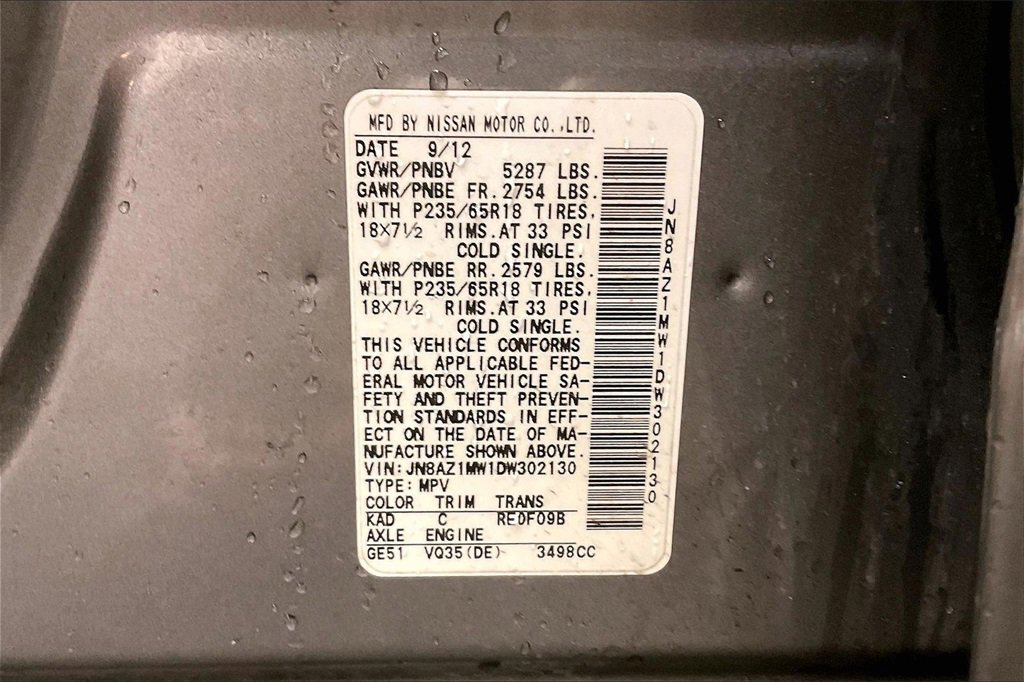 MFD BY NISSAN MOTOR CO.,LTD.
DATE 9/12
GVWR/PNBV 5287 LBS.
GAWR/PNBE FR. 2754 LBS.
WITH P235/65R18 TIRES,
18×7½ RIMS. AT 33 PSI
COLD SINGLE.
GAWR/PNBE RR. 2579 LBS.
WITH P235/65R18 TIRES,
18×7½ RIMS. AT 33 PSI
COLD SINGLE.
THIS VEHICLE CONFORMS
TO ALL APPLICABLE FED-
ERAL MOTOR VEHICLE SA-
FETY AND THEFT PREVEN-
TION STANDARDS IN EFF-
ECT ON THE DATE OF MA-
NUFACTURE SHOWN ABOVE.
VIN: JN8AZ1MW1DW302130
TYPE: MPV
COLOR TRIM TRANS
KAD C RE0F09B
AXLE ENGINE
GE51 VQ35(DE) 3498CC
JN8AZ1MW1DW302130